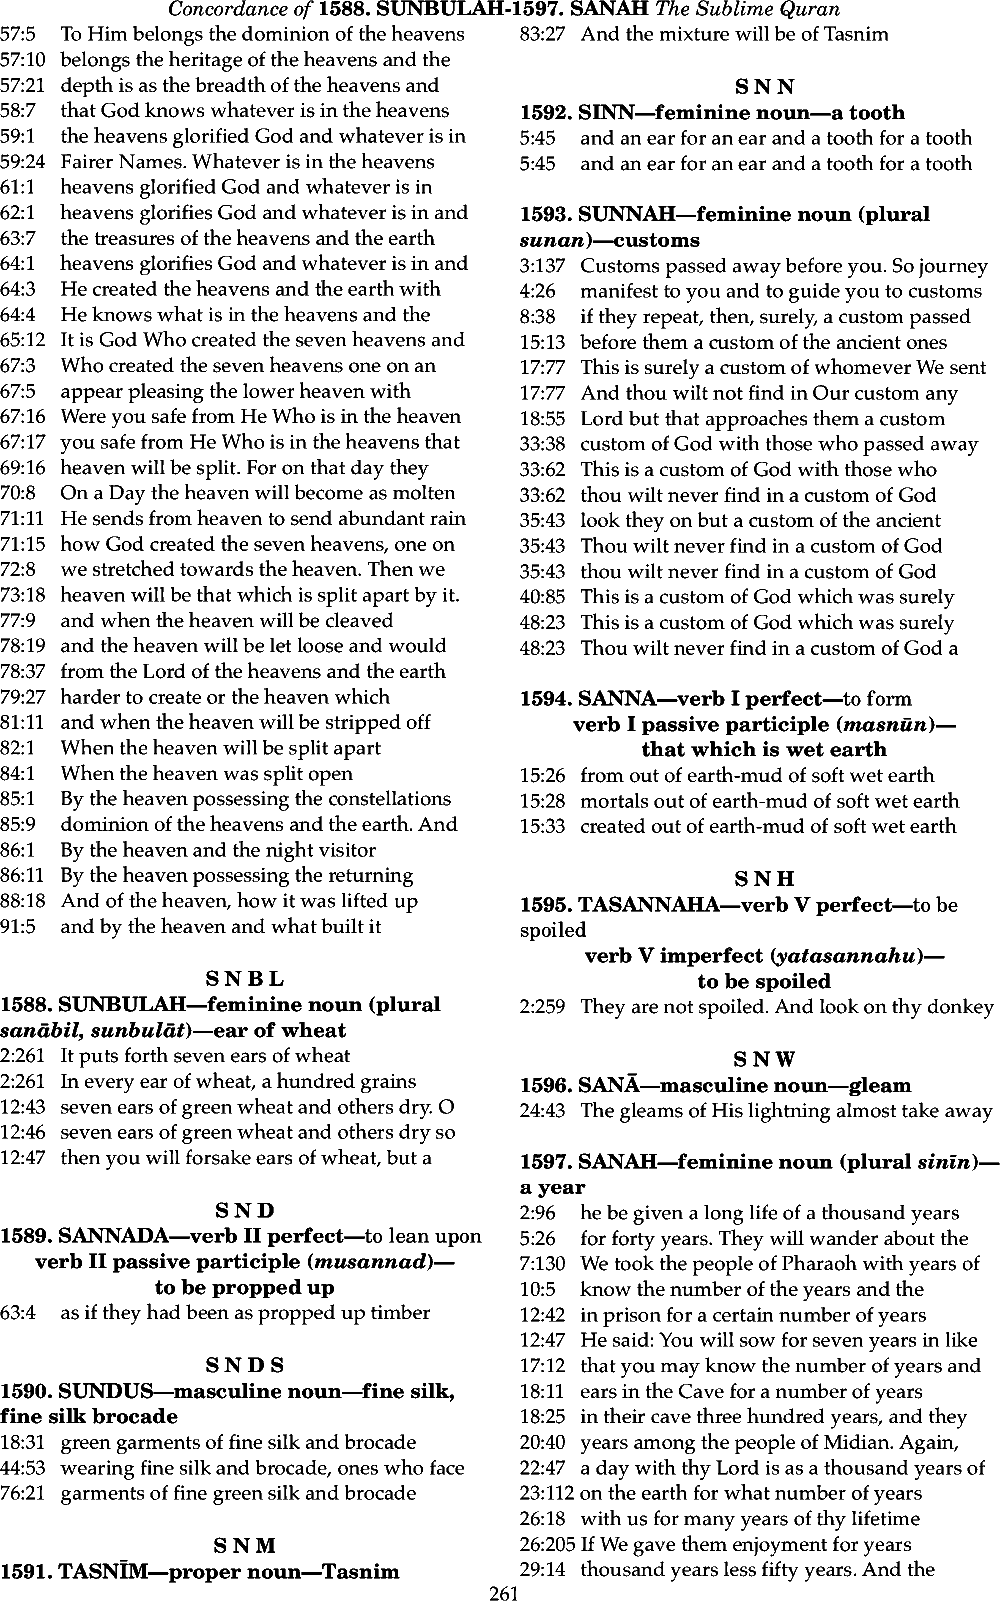 Concordance of 1588. SUNBULAH-1597. SANAH The Sublime Quran
57:5 To Him belongs the dominion of the heavens
57:10 belongs the heritage of the heavens and the
57:21 depth is as the breadth of the heavens and
58:7 that God knows whatever is in the heavens
59:1 the heavens glorified God and whatever is in
59:24 Fairer Names. Whatever is in the heavens
61:1 heavens glorified God and whatever is in
62:1 heavens glorifies God and whatever is in and
63:7 the treasures of the heavens and the earth
64:1 heavens glorifies God and whatever is in and
64:3 He created the heavens and the earth with
64:4 He knows what is in the heavens and the
65:12 It is God Who created the seven heavens and
67:3 Who created the seven heavens one on an
67:5 appear pleasing the lower heaven with
67:16 Were you safe from He Who is in the heaven
67:17 you safe from He Who is in the heavens that
69:16 heaven will be split. For on that day they
70:8 On a Day the heaven will become as molten
71:11 He sends from heaven to send abundant rain
71:15 how God created the seven heavens, one on
72:8 we stretched towards the heaven. Then we
73:18 heaven will be that which is split apart by it.
77:9 and when the heaven will be cleaved
78:19 and the heaven will be let loose and would
78:37 from the Lord of the heavens and the earth
79:27 harder to create or the heaven which
81:11 and when the heaven will be stripped off
82:1 When the heaven will be split apart
84:1 When the heaven was split open
85:1 By the heaven possessing the constellations
85:9 dominion of the heavens and the earth. And
86:1 By the heaven and the night visitor
86:11 By the heaven possessing the returning
88:18 And of the heaven, how it was lifted up
91:5 and by the heaven and what built it
S N B L
1588. SUNBULAH—feminine noun (plural
sanābil, sunbulāt)—ear of wheat
2:261 It puts forth seven ears of wheat
2:261 In every ear of wheat, a hundred grains
12:43 seven ears of green wheat and others dry. O
12:46 seven ears of green wheat and others dry so
12:47 then you will forsake ears of wheat, but a
S N D
1589. SANNADA—verb II perfect—to lean upon
verb II passive participle (musannad)—
to be propped up
63:4 as if they had been as propped up timber
S N D S
1590. SUNDUS—masculine noun—fine silk,
fine silk brocade
18:31 green garments of fine silk and brocade
44:53 wearing fine silk and brocade, ones who face
76:21 garments of fine green silk and brocade
S N M
1591. TASNĪM—proper noun—Tasnim
83:27 And the mixture will be of Tasnim
S N N
1592. SINN—feminine noun—a tooth
5:45 and an ear for an ear and a tooth for a tooth
5:45 and an ear for an ear and a tooth for a tooth
1593. SUNNAH—feminine noun (plural
sunan)—customs
3:137 Customs passed away before you. So journey
4:26 manifest to you and to guide you to customs
8:38 if they repeat, then, surely, a custom passed
15:13 before them a custom of the ancient ones
17:77 This is surely a custom of whomever We sent
17:77 And thou wilt not find in Our custom any
18:55 Lord but that approaches them a custom
33:38 custom of God with those who passed away
33:62 This is a custom of God with those who
33:62 thou wilt never find in a custom of God
35:43 look they on but a custom of the ancient
35:43 Thou wilt never find in a custom of God
35:43 thou wilt never find in a custom of God
40:85 This is a custom of God which was surely
48:23 This is a custom of God which was surely
48:23 Thou wilt never find in a custom of God a
1594. SANNA—verb I perfect—to form
verb I passive participle (masnūn)—
that which is wet earth
15:26 from out of earth-mud of soft wet earth
15:28 mortals out of earth-mud of soft wet earth
15:33 created out of earth-mud of soft wet earth
S N H
1595. TASANNAHA—verb V perfect—to be
spoiled
verb V imperfect (yatasannahu)—
to be spoiled
2:259 They are not spoiled. And look on thy donkey
S N W
1596. SANĀ—masculine noun—gleam
24:43 The gleams of His lightning almost take away
1597. SANAH—feminine noun (plural sinīn)—
a year
2:96 he be given a long life of a thousand years
5:26 for forty years. They will wander about the
7:130 We took the people of Pharaoh with years of
10:5 know the number of the years and the
12:42 in prison for a certain number of years
12:47 He said: You will sow for seven years in like
17:12 that you may know the number of years and
18:11 ears in the Cave for a number of years
18:25 in their cave three hundred years, and they
20:40 years among the people of Midian. Again,
22:47 a day with thy Lord is as a thousand years of
23:112 on the earth for what number of years
26:18 with us for many years of thy lifetime
26:205 If We gave them enjoyment for years
29:14 thousand years less fifty years. And the
261